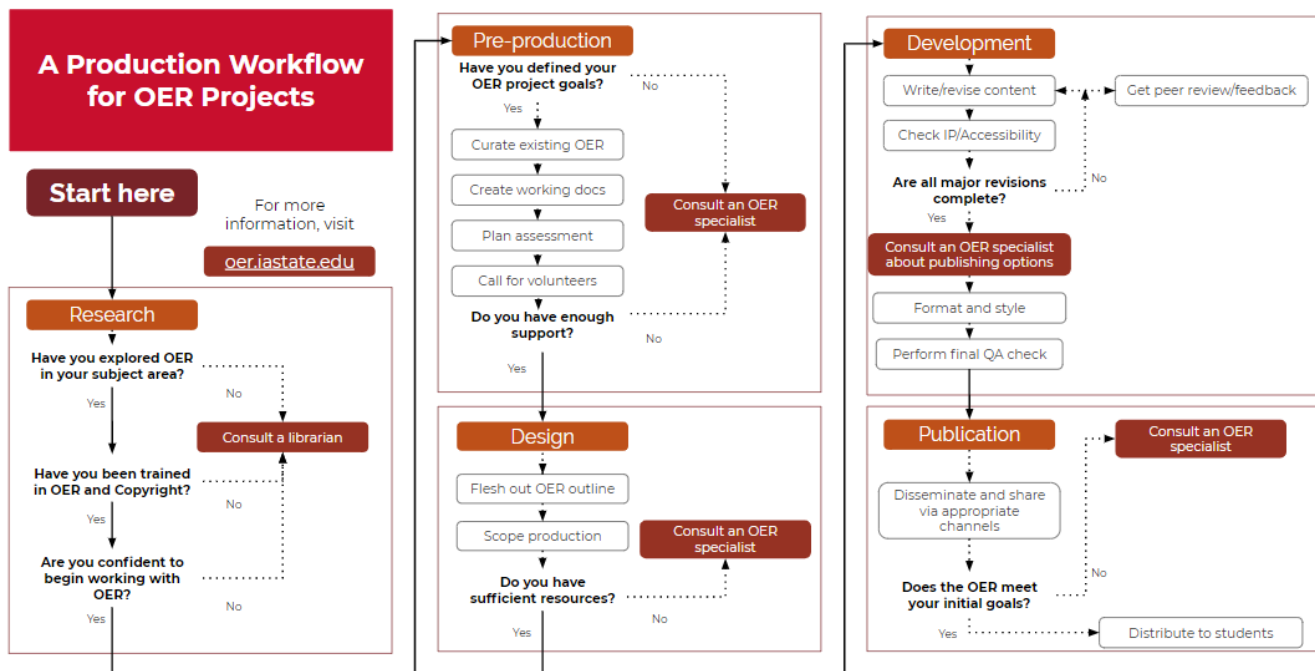 A Production Workflow
for OER Projects
Start here
For more
information, visit
oer.iastate.edu
Research
Have you explored OER
in your subject area?
No
Yes
Consult a librarian
Have you been trained
in OER and Copyright?
No
Yes
Are you confident to
begin working with
OER?
No
Yes
Pre-production
Have you defined your
OER project goals?
No
Yes
Curate existing OER
Create working docs
Consult an OER
specialist
Plan assessment
Call for volunteers
Do you have enough
support?
No
Yes
Design
Flesh out OER outline
Scope production
Consult an OER
specialist
Do you have
sufficient resources?
No
Yes
Development
Write/revise content
Get peer review/feedback
Check IP/Accessibility
Are all major revisions
complete?
No
Yes
Consult an OER specialist
about publishing options
Format and style
Perform final QA check
Publication
Consult an OER
specialist
Disseminate and share
via appropriate
channels
Does the OER meet
your initial goals?
No
Yes
Distribute to students